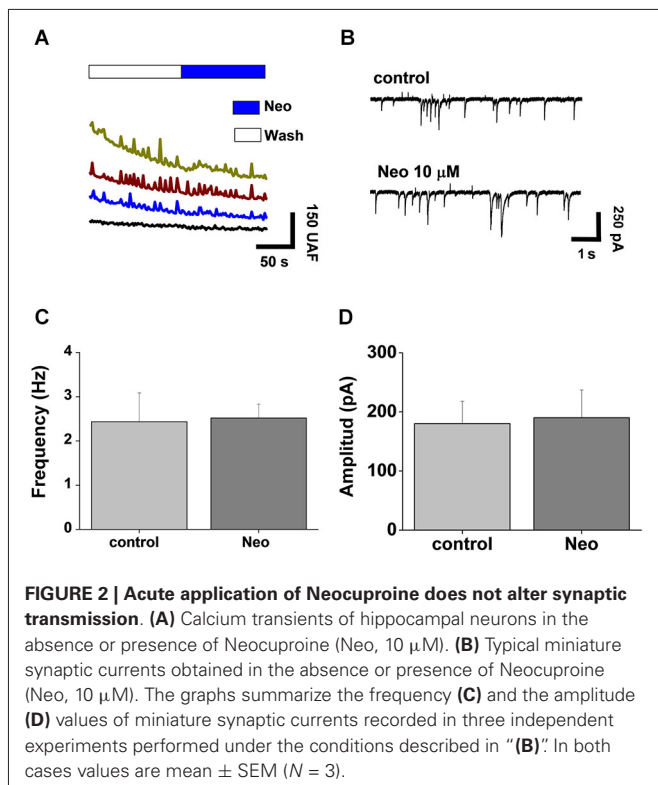 A
B
Neo
Wash
150 UAF
50 s
control
Neo 10 μM
250 pA
1 s
C
D
4
3
2
1
0
Frequency (Hz)
control
Neo
300
200
100
0
Amplitud (pA)
control
Neo
FIGURE 2 | Acute application of Neocuproine does not alter synaptic
transmission. (A) Calcium transients of hippocampal neurons in the
absence or presence of Neocuproine (Neo, 10 μM). (B) Typical miniature
synaptic currents obtained in the absence or presence of Neocuproine
(Neo, 10 μM). The graphs summarize the frequency (C) and the amplitude
(D) values of miniature synaptic currents recorded in three independent
experiments performed under the conditions described in “(B)”. In both
cases values are mean ± SEM (N = 3).